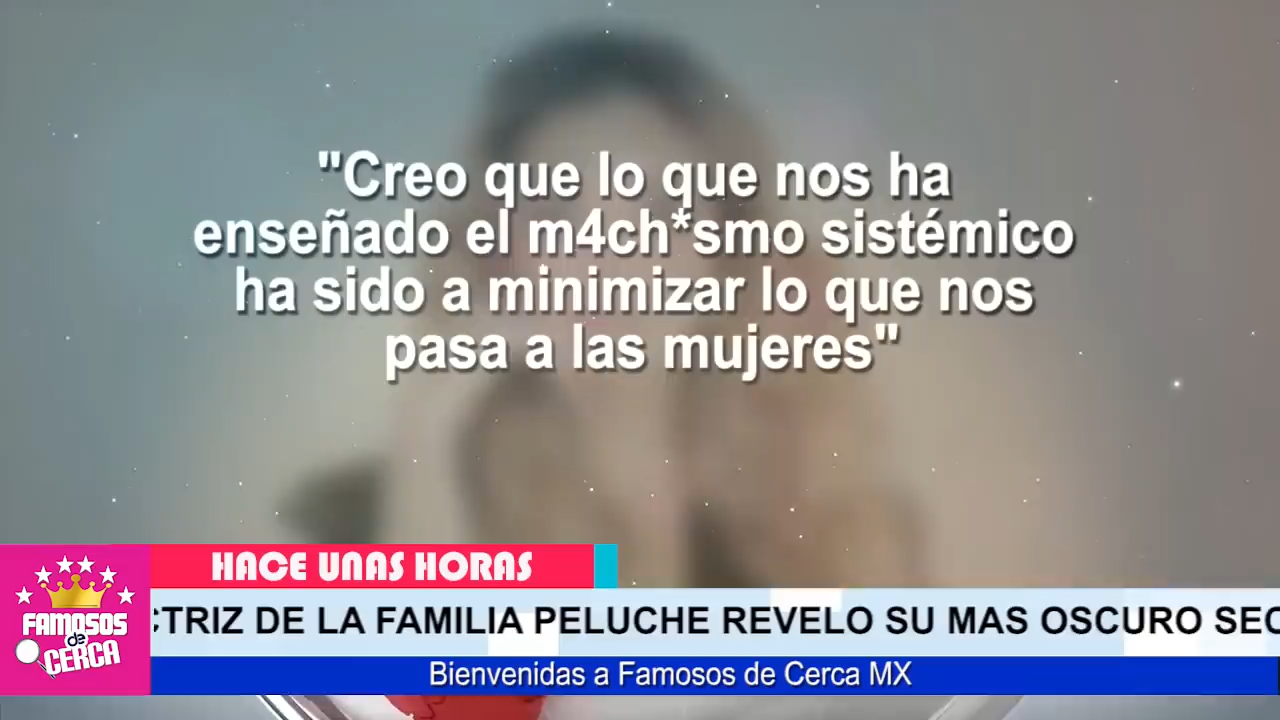 "Creo que lo que nos ha
enseñado el m4ch*smo sistémico
ha sido a minimizar lo que nos
pasa a las mujeres"
HACE UNAS HORAS
FAMOSOS
de
CERCA
CTRIZ DE LA FAMILIA PELUCHE REVELO SU MAS OSCURO SEC
Bienvenidas a Famosos de Cerca MX